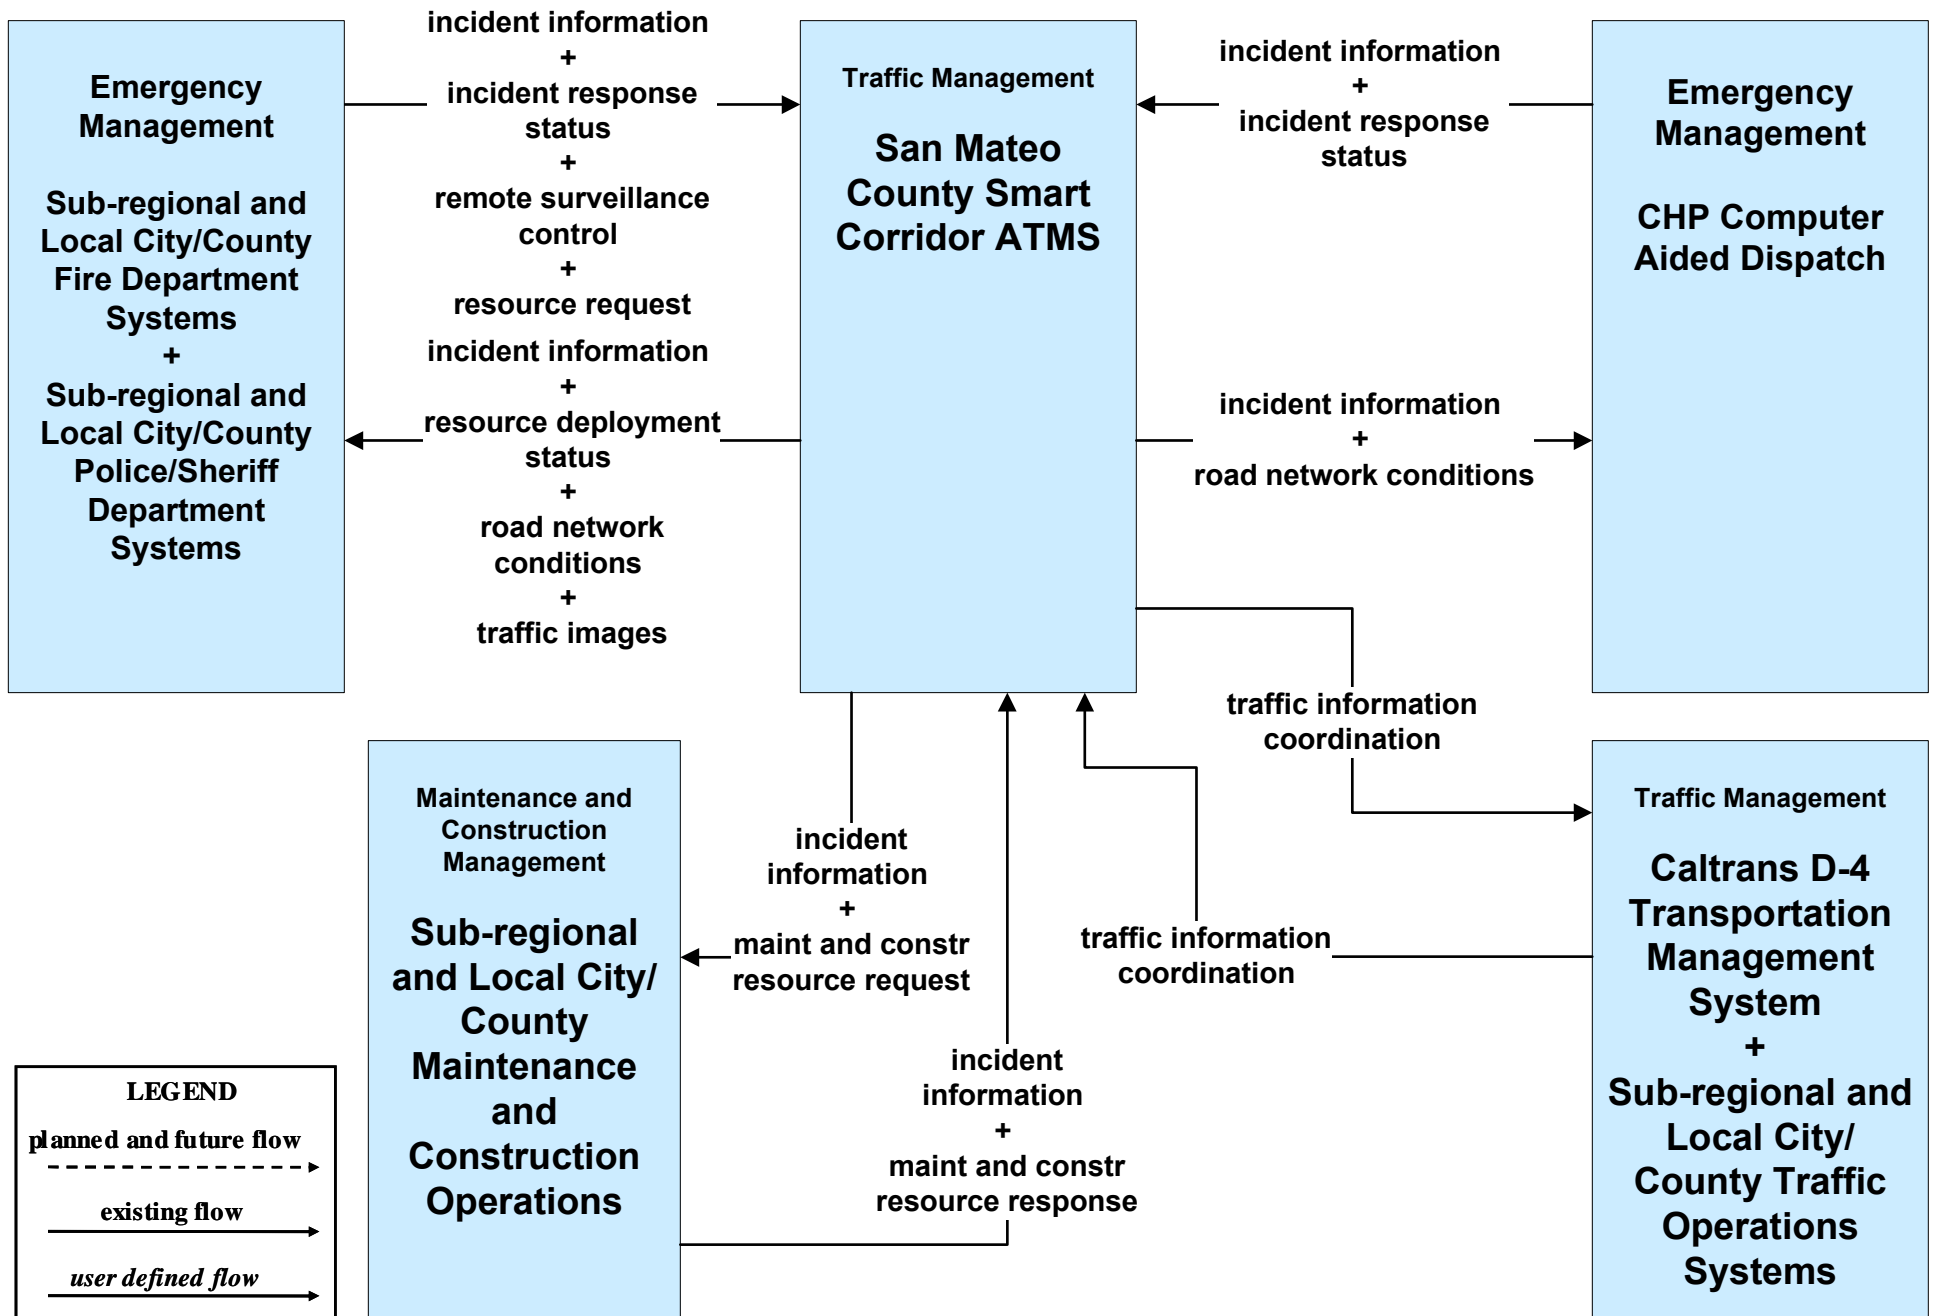 Emergency
Management
Sub-regional and
Local City/County
Fire Department
Systems
+
Sub-regional and
Local City/County
Police/Sheriff
Department
Systems
incident information
+
incident response
status
+
remote surveillance
control
+
resource request
incident information
+
resource deployment
status
+
road network
conditions
+
traffic images
Traffic Management
San Mateo
County Smart
Corridor ATMS
incident information
+
incident response
status
incident information
+
road network conditions
Emergency
Management
CHP Computer
Aided Dispatch
traffic information
coordination
Maintenance and
Construction
Management
Sub-regional
and Local City/
County
Maintenance
and
Construction
Operations
incident
information
+
maint and constr
resource request
incident
information
+
maint and constr
resource response
traffic information
coordination
Traffic Management
Caltrans D-4
Transportation
Management
System
+
Sub-regional and
Local City/
County Traffic
Operations
Systems
LEGEND
planned and future flow
existing flow
user defined flow